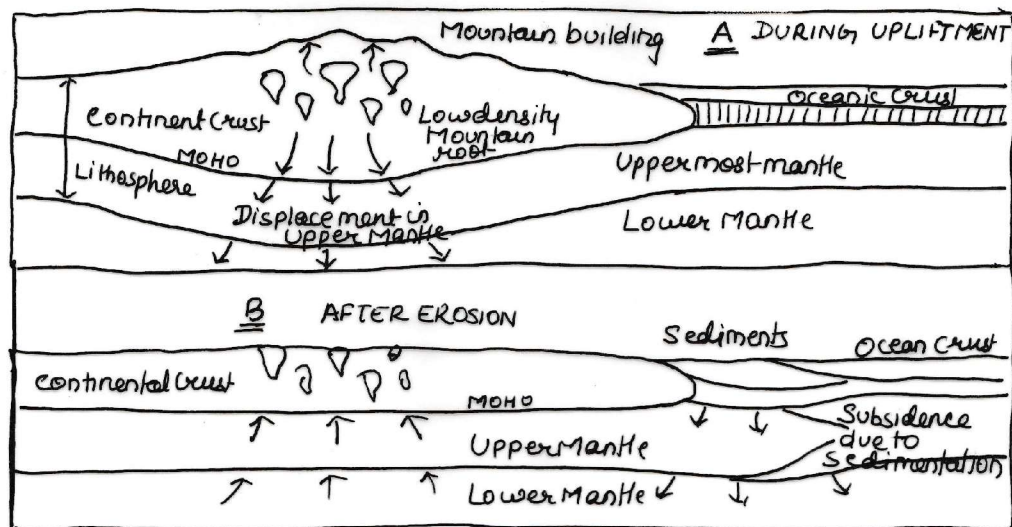 Mountain building A DURING UPLIFTMENT
Oceanic Crust
Continent Crust
Lowdensity
Mountain
root
MOHO
Uppermost mantle
Lithosphere
Displacement in
Upper Mantle
Lower Mantle
B AFTER EROSION
Sediments
Ocean Crust
Continental Crust
MOHO
Subsidence
due to
Sedimentation
Upper Mantle
Lower Mantle